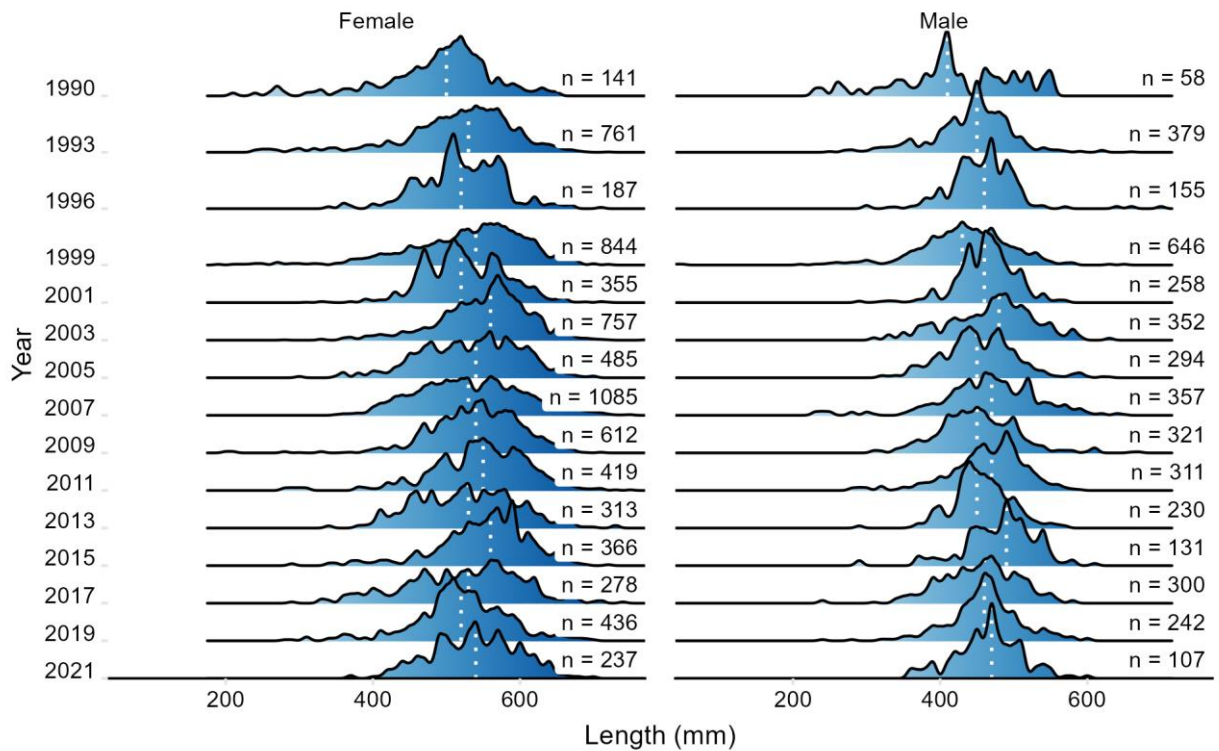 Female Male
1990 n = 141 n = 58
1993 n = 761 n = 379
1996 n = 187 n = 155
1999 n = 844 n = 646
2001 n = 355 n = 258
2003 n = 757 n = 352
2005 n = 485 n = 294
2007 n = 1085 n = 357
2009 n = 612 n = 321
2011 n = 419 n = 311
2013 n = 313 n = 230
2015 n = 366 n = 131
2017 n = 278 n = 300
2019 n = 436 n = 242
2021 n = 237 n = 107
Year
200 400 600 200 400 600
Length (mm)